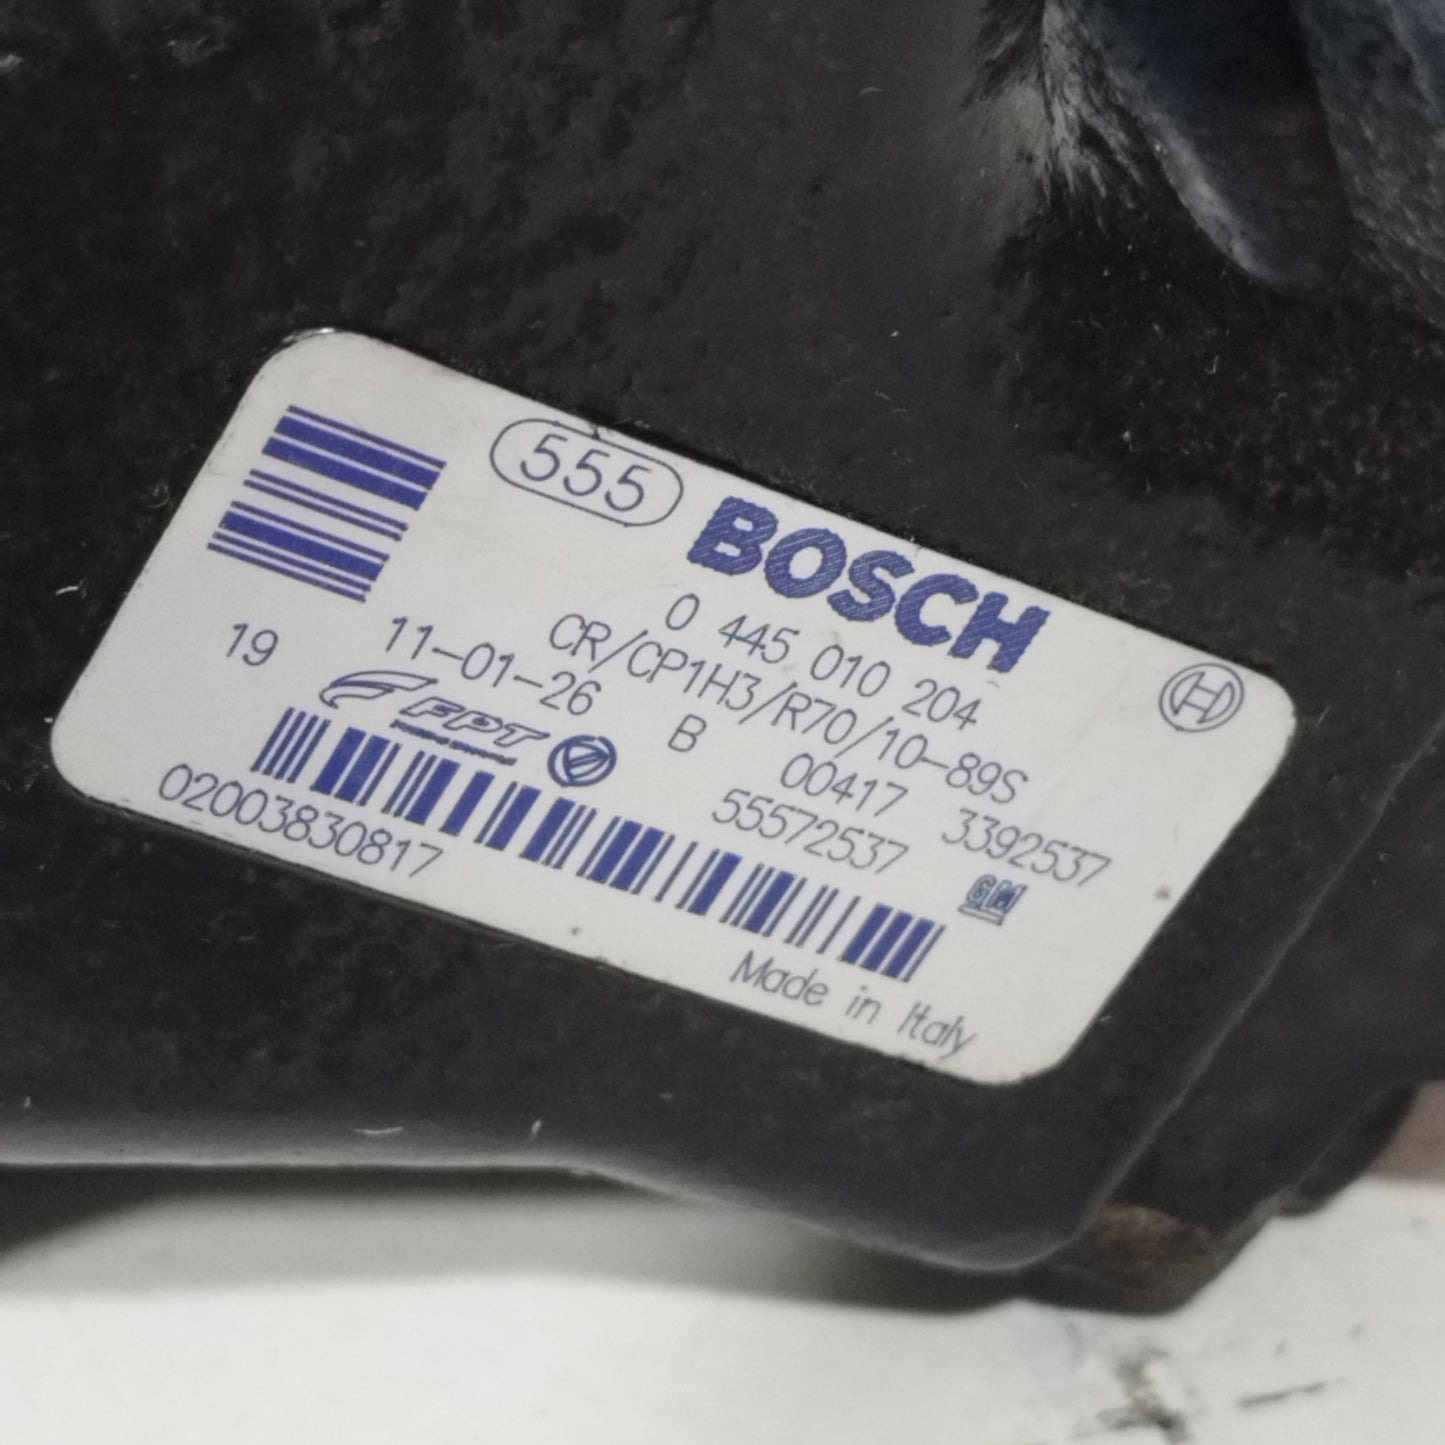 555
BOSCH
0 445 010 204
CR/CP1H3/R70/10-89S
19 11-01-26 B 00417 3392537
FPT
55572537
GM
02003830817
Made in Italy